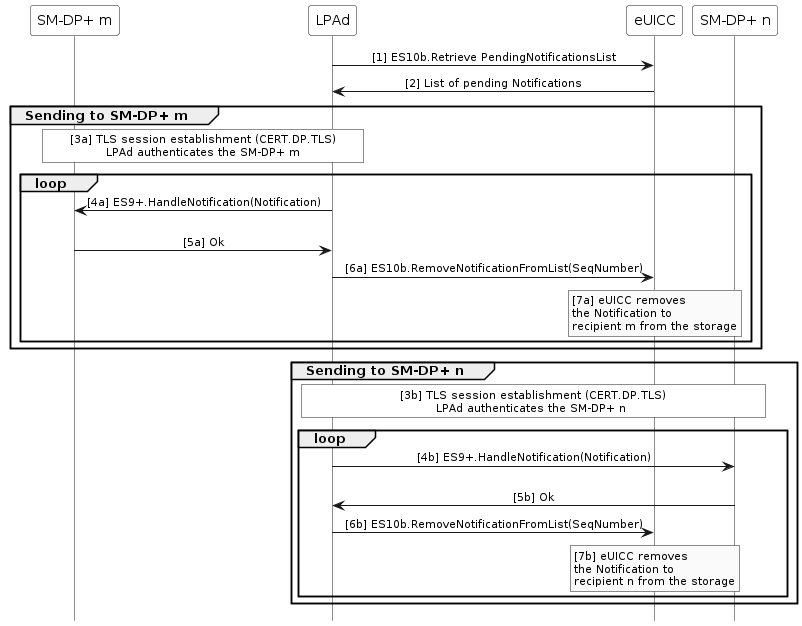 SM-DP+ m
LPAd
eUICC
SM-DP+ n
[1] ES10b.Retrieve PendingNotificationsList
[2] List of pending Notifications
Sending to SM-DP+ m
[3a] TLS session establishment (CERT.DP.TLS)
LPAd authenticates the SM-DP+ m
loop
[4a] ES9+.HandleNotification(Notification)
[5a] Ok
[6a] ES10b.RemoveNotificationFromList(SeqNumber)
[7a] eUICC removes
the Notification to
recipient m from the storage
Sending to SM-DP+ n
[3b] TLS session establishment (CERT.DP.TLS)
LPAd authenticates the SM-DP+ n
loop
[4b] ES9+.HandleNotification(Notification)
[5b] Ok
[6b] ES10b.RemoveNotificationFromList(SeqNumber)
[7b] eUICC removes
the Notification to
recipient n from the storage